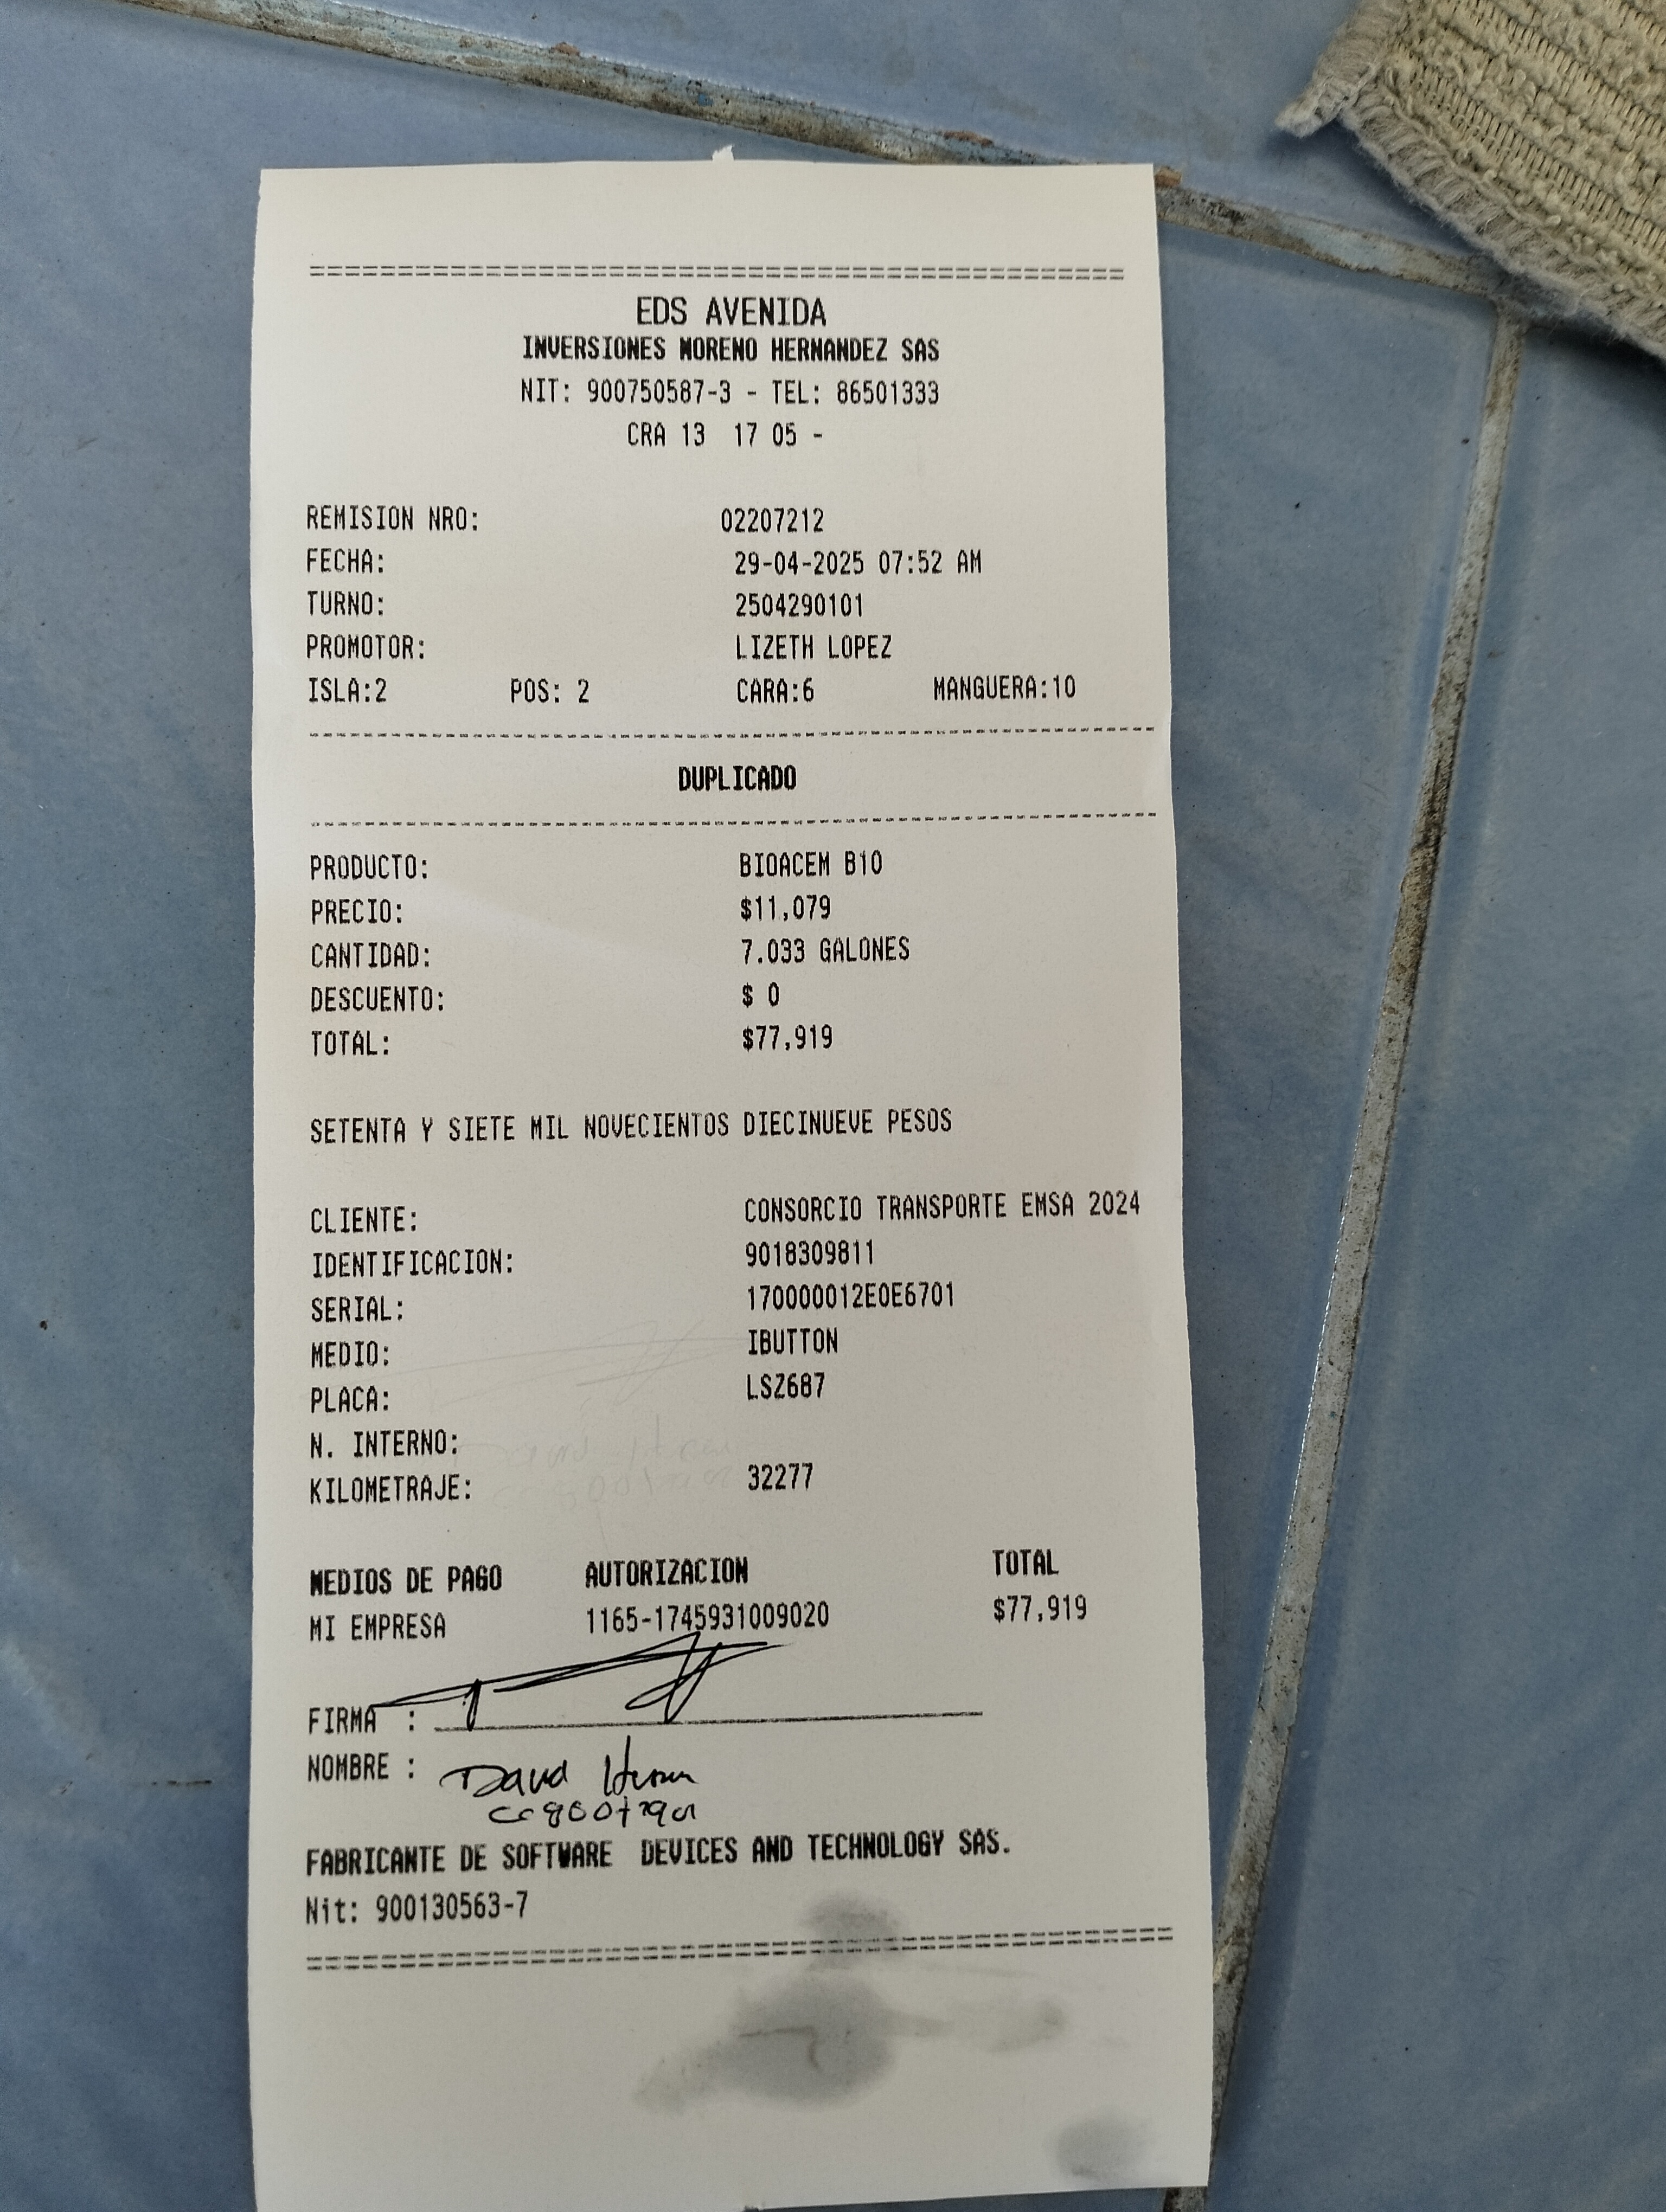 EDS AVENIDA
INVERSIONES MORENO HERNANDEZ SAS
NIT: 900750587-3 - TEL: 86501333
CRA 13 17 05 -
REMISION NRO: 02207212
FECHA: 29-04-2025 07:52 AM
TURNO: 2504290101
PROMOTOR: LIZETH LOPEZ
ISLA:2 POS: 2 CARA:6 MANGUERA:10
DUPLICADO
PRODUCTO: BIOACEM B10
PRECIO: $11,079
CANTIDAD: 7.033 GALONES
DESCUENTO: $ 0
TOTAL: $77,919
SETENTA Y SIETE MIL NOVECIENTOS DIECINUEVE PESOS
CLIENTE: CONSORCIO TRANSPORTE EMSA 2024
IDENTIFICACION: 9018309811
SERIAL: 170000012E0E6701
MEDIO: IBUTTON
PLACA: LSZ687
N. INTERNO:
KILOMETRAJE: 32277
MEDIOS DE PAGO AUTORIZACION TOTAL
MI EMPRESA 1165-1745931009020 $77,919
FIRMA :
NOMBRE : David
FABRICANTE DE SOFTWARE DEVICES AND TECHNOLOGY SAS.
Nit: 900130563-7